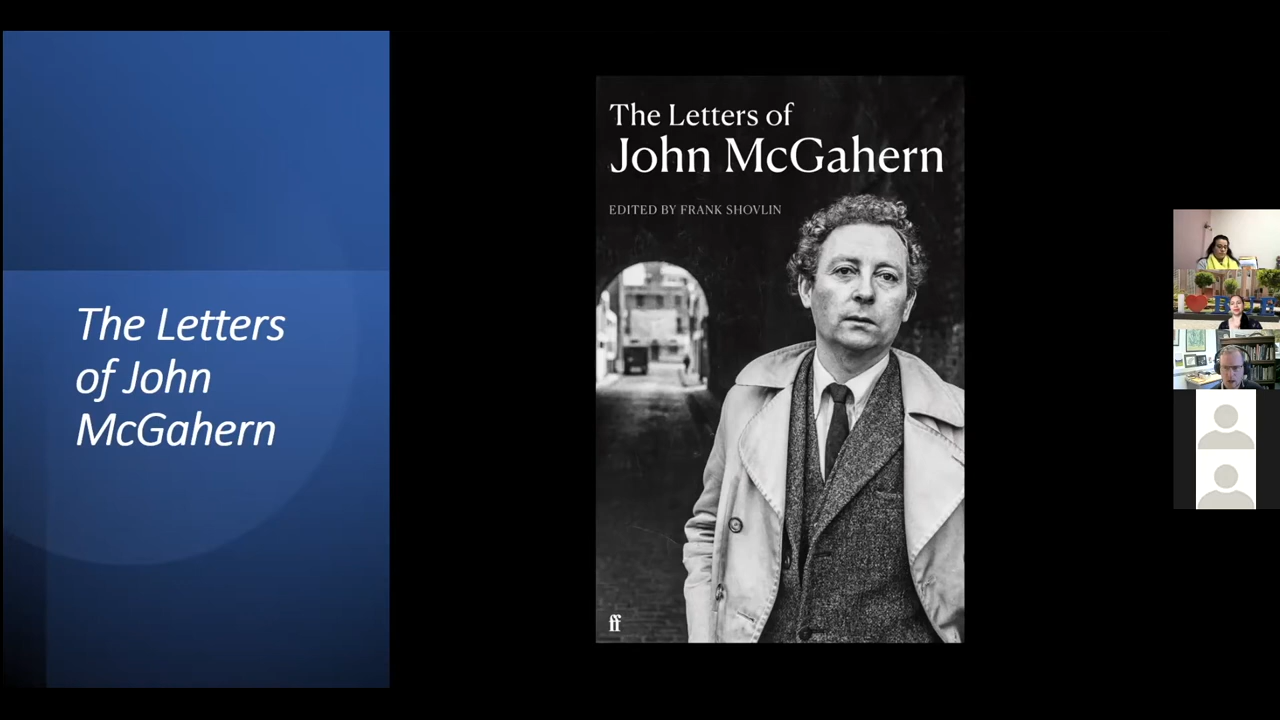 The Letters
of John
McGahern
The Letters of
John McGahern
EDITED BY FRANK SHOVLIN
ff